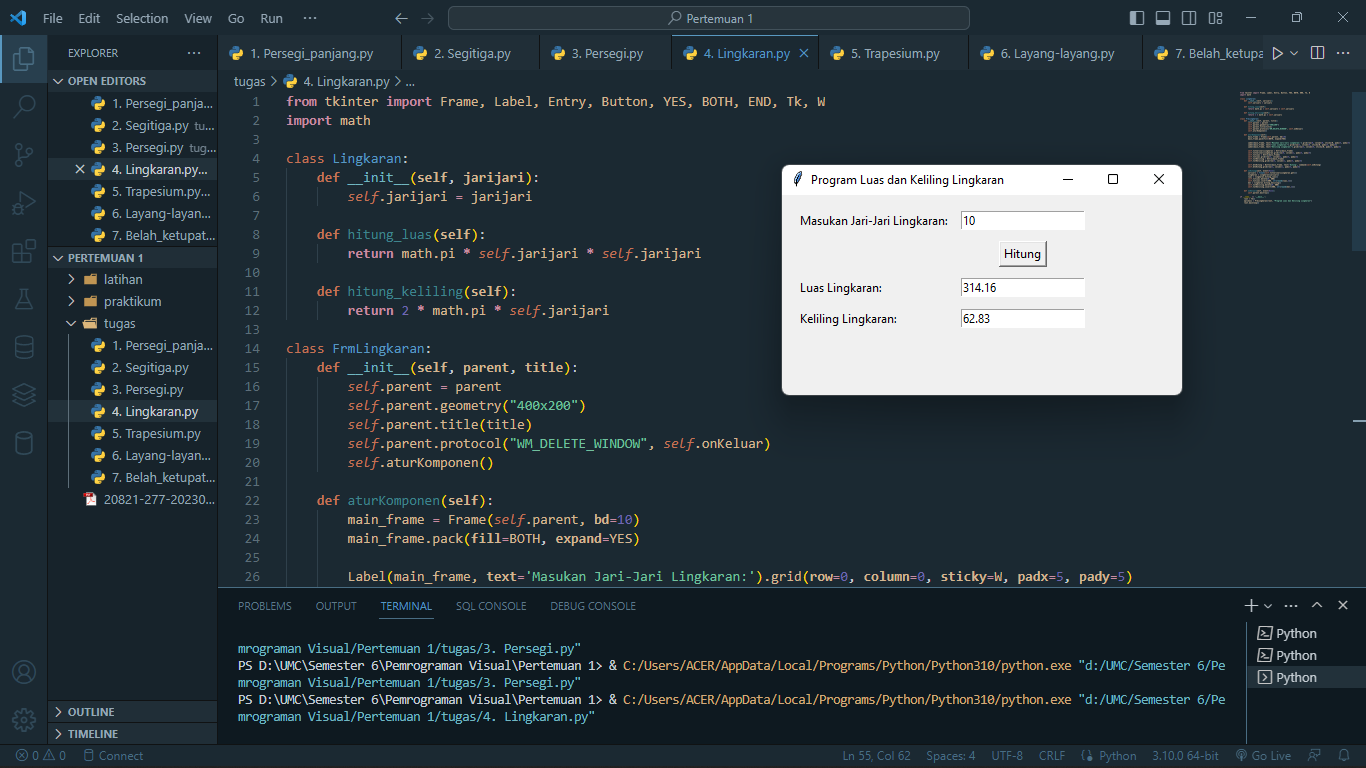 File Edit Selection View Go Run ··· Pertemuan 1
EXPLORER ···
OPEN EDITORS
1. Persegi_panja...
2. Segitiga.py tu...
3. Persegi.py tug...
4. Lingkaran.py...
5. Trapesium.py...
6. Layang-layan...
7. Belah_ketupat...
PERTEMUAN 1
latihan
praktikum
tugas
1. Persegi_panja...
2. Segitiga.py
3. Persegi.py
4. Lingkaran.py
5. Trapesium.py
6. Layang-layan...
7. Belah_ketupat...
20821-277-20230...
OUTLINE
TIMELINE
1. Persegi_panjang.py 2. Segitiga.py 3. Persegi.py 4. Lingkaran.py 5. Trapesium.py 6. Layang-layang.py 7. Belah_ketupa
tugas > 4. Lingkaran.py > ...
1 from tkinter import Frame, Label, Entry, Button, YES, BOTH, END, Tk, W
2 import math
3
4 class Lingkaran:
5 def __init__(self, jarijari):
6 self.jarijari = jarijari
7
8 def hitung_luas(self):
9 return math.pi * self.jarijari * self.jarijari
10
11 def hitung_keliling(self):
12 return 2 * math.pi * self.jarijari
13
14 class FrmLingkaran:
15 def __init__(self, parent, title):
16 self.parent = parent
17 self.parent.geometry("400x200")
18 self.parent.title(title)
19 self.parent.protocol("WM_DELETE_WINDOW", self.onKeluar)
20 self.aturKomponen()
21
22 def aturKomponen(self):
23 main_frame = Frame(self.parent, bd=10)
24 main_frame.pack(fill=BOTH, expand=YES)
25
26 Label(main_frame, text='Masukan Jari-Jari Lingkaran:').grid(row=0, column=0, sticky=W, padx=5, pady=5)
Program Luas dan Keliling Lingkaran
Masukan Jari-Jari Lingkaran: 10
Hitung
Luas Lingkaran: 314.16
Keliling Lingkaran: 62.83
PROBLEMS OUTPUT TERMINAL SQL CONSOLE DEBUG CONSOLE
mrograman Visual/Pertemuan 1/tugas/3. Persegi.py"
PS D:\UMC\Semester 6\Pemrograman Visual\Pertemuan 1> & C:/Users/ACER/AppData/Local/Programs/Python/Python310/python.exe "d:/UMC/Semester 6/Pe
mrograman Visual/Pertemuan 1/tugas/3. Persegi.py"
PS D:\UMC\Semester 6\Pemrograman Visual\Pertemuan 1> & C:/Users/ACER/AppData/Local/Programs/Python/Python310/python.exe "d:/UMC/Semester 6/Pe
mrograman Visual/Pertemuan 1/tugas/4. Lingkaran.py"
Python
Python
Python
0 0 Connect Ln 55, Col 62 Spaces: 4 UTF-8 CRLF Python 3.10.0 64-bit Go Live